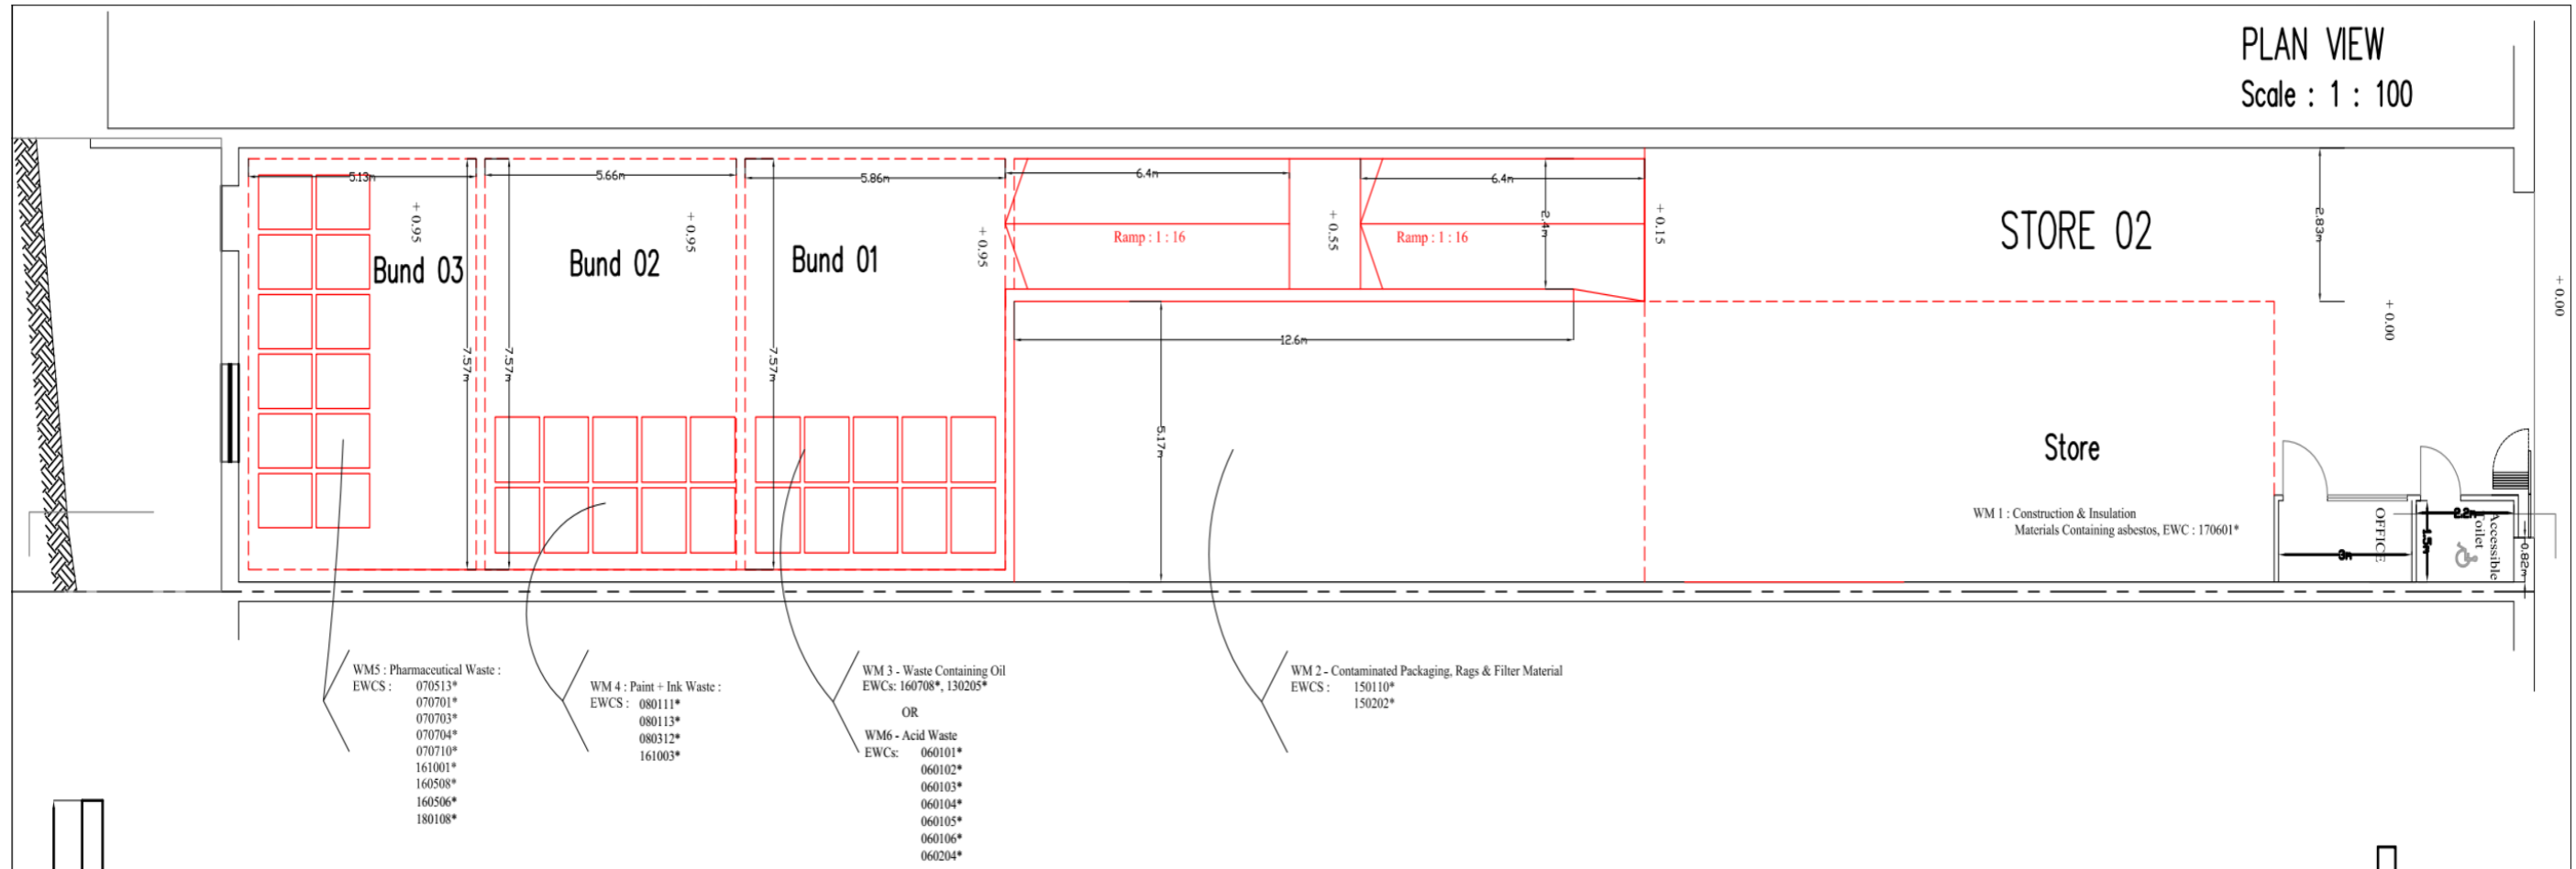 PLAN VIEW
Scale : 1 : 100
5.13m
5.66m
5.86m
6.4m
6.4m
2.4m
2.83m
+ 0.95
+ 0.95
+ 0.95
+ 0.55
+ 0.15
+ 0.00
+ 0.00
Ramp : 1 : 16
Ramp : 1 : 16
STORE 02
Bund 03
Bund 02
Bund 01
7.57m
7.57m
7.57m
12.6m
5.17m
Store
WM 1 : Construction & Insulation
Materials Containing asbestos, EWC : 170601*
OFFICE
3m
2.2m
1.5m
Accessible
Toilet
0.82m
WM5 : Pharmaceutical Waste :
EWCS : 070513*
070701*
070703*
070704*
070710*
161001*
160508*
160506*
180108*
WM 4 : Paint + Ink Waste :
EWCS : 080111*
080113*
080312*
161003*
WM 3 - Waste Containing Oil
EWCs: 160708*, 130205*
OR
WM6 - Acid Waste
EWCs: 060101*
060102*
060103*
060104*
060105*
060106*
060204*
WM 2 - Contaminated Packaging, Rags & Filter Material
EWCS : 150110*
150202*